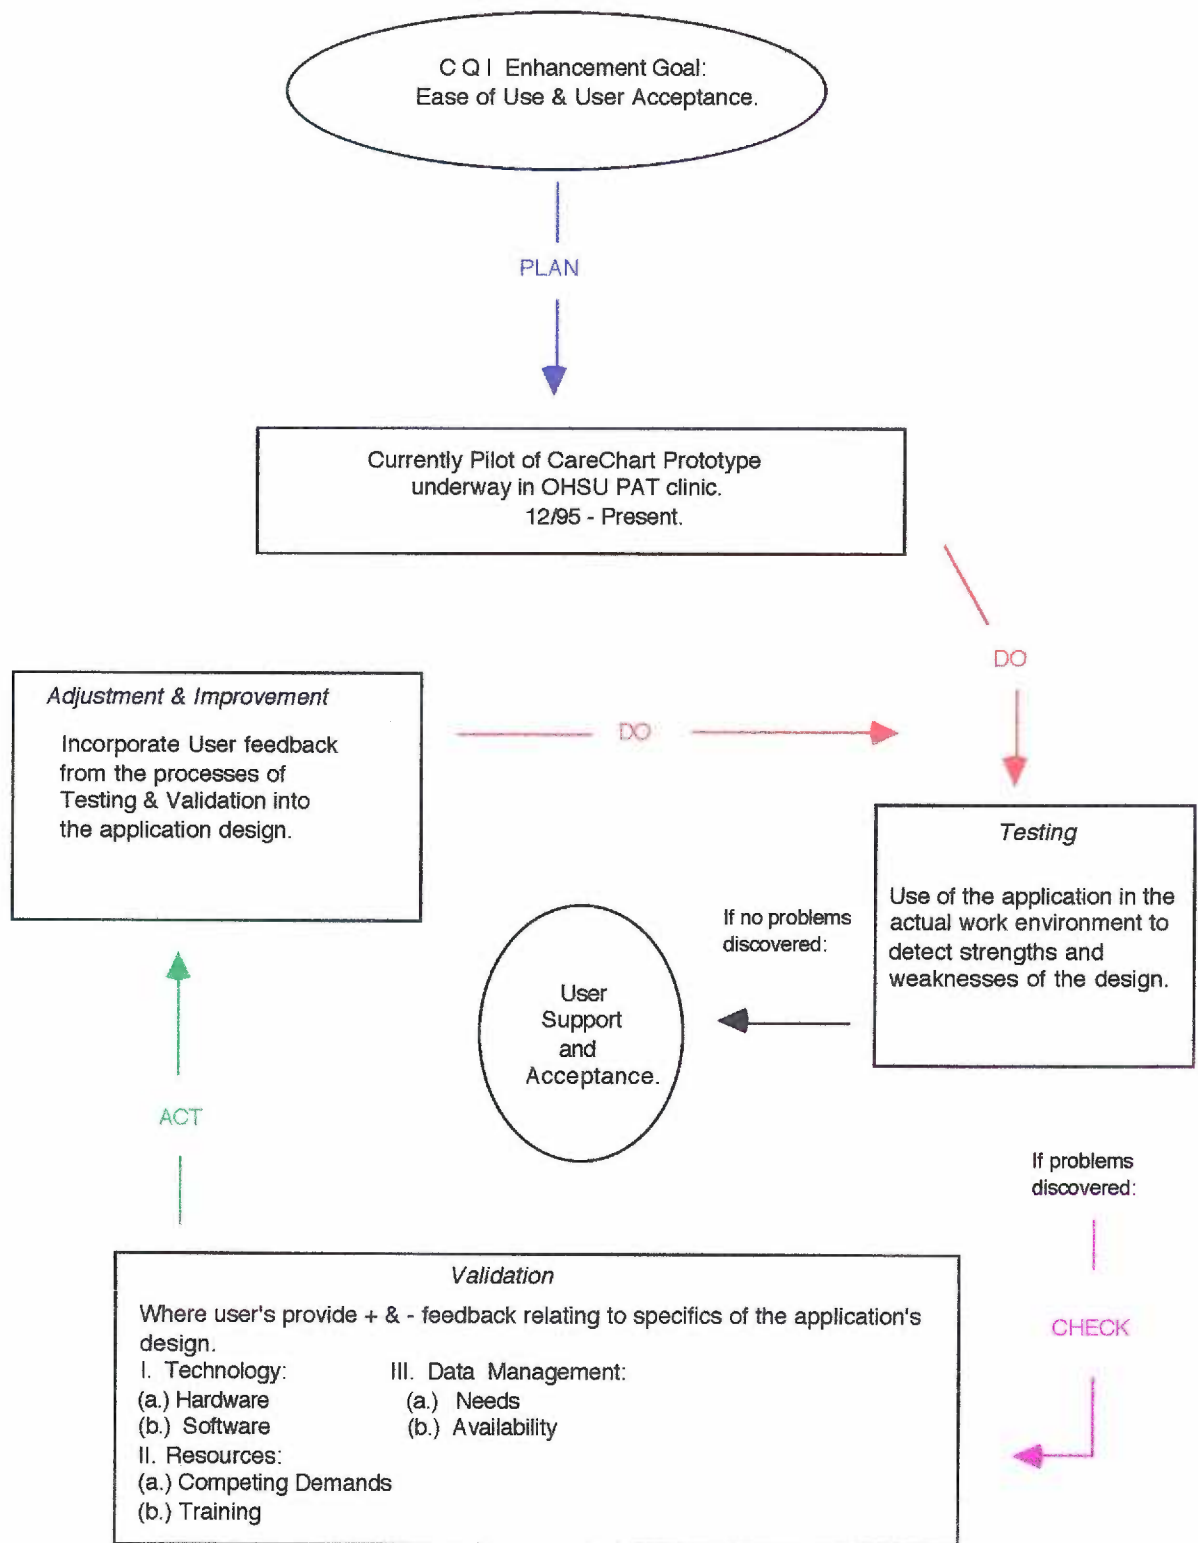 C Q I Enhancement Goal:
Ease of Use & User Acceptance.
PLAN
Currently Pilot of CareChart Prototype
underway in OHSU PAT clinic.
12/95 - Present.
DO
Adjustment & Improvement
Incorporate User feedback
from the processes of
Testing & Validation into
the application design.
DO
Testing
Use of the application in the
actual work environment to
detect strengths and
weaknesses of the design.
If no problems
discovered:
User
Support
and
Acceptance.
ACT
If problems
discovered:
CHECK
Validation
Where user's provide + & - feedback relating to specifics of the application's
design.
I. Technology:
(a.) Hardware
(b.) Software
II. Resources:
(a.) Competing Demands
(b.) Training
III. Data Management:
(a.) Needs
(b.) Availability